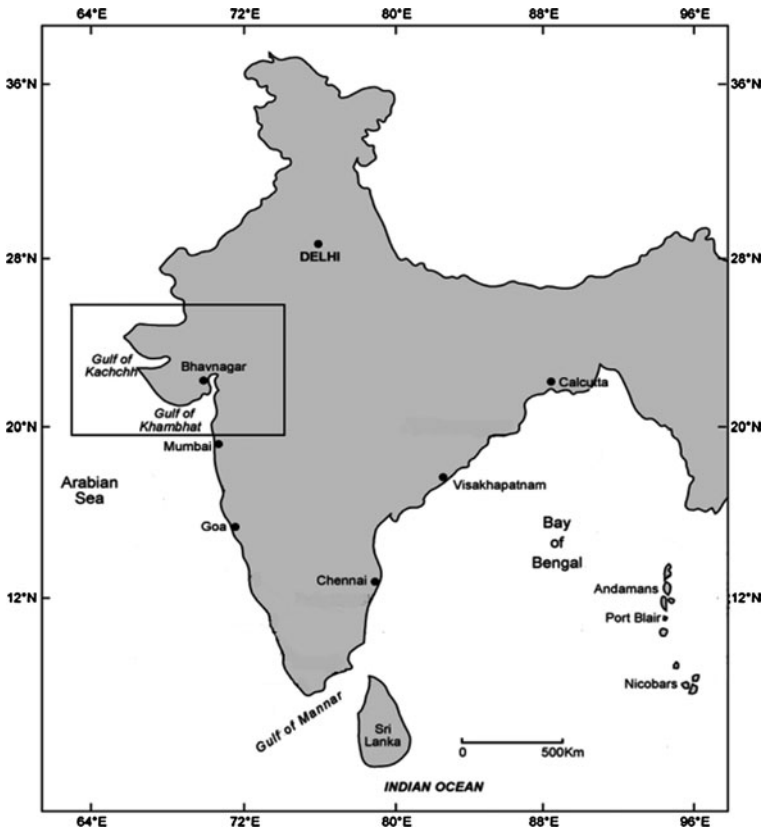 64°E 72°E 80°E 88°E 96°E
36°N 36°N
DELHI
28°N 28°N
Gulf of
Kachchh
Bhavnagar
Calcutta
Gulf of
Khambhat
20°N 20°N
Mumbai
Arabian
Sea
Visakhapatnam
Goa
Bay
of
Bengal
Chennai
Andamans
12°N 12°N
Port Blair
Nicobars
Gulf of Mannar
Sri
Lanka
0 500Km
INDIAN OCEAN
64°E 72°E 80°E 88°E 96°E